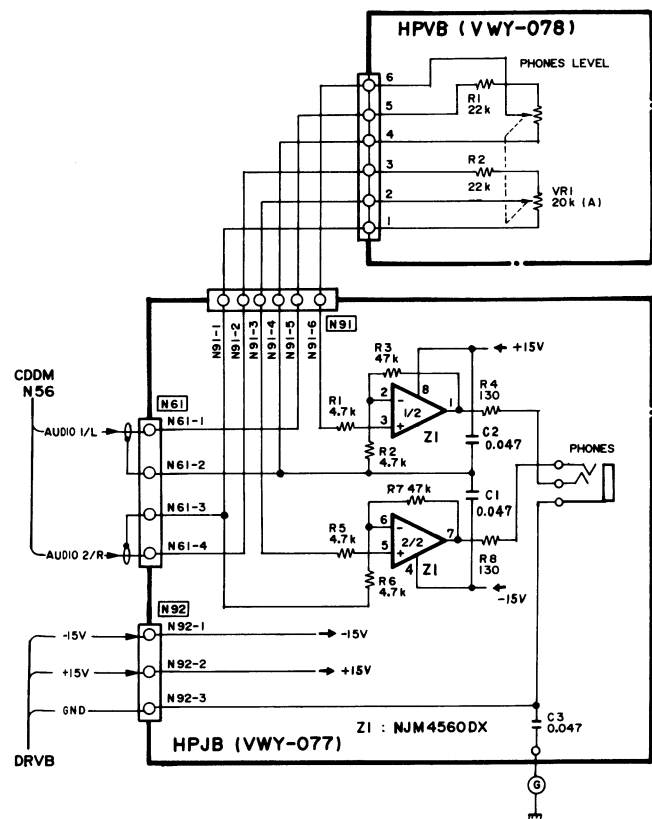 HPVB (VWY-078)
PHONES LEVEL
6
5
4
3
2
1
R1
22k
R2
22k
VR1
20k (A)
N91-1
N91-2
N91-3
N91-4
N91-5
N91-6
N91
CDDM
N56
AUDIO 1/L
AUDIO 2/R
N61
N61-1
N61-2
N61-3
N61-4
R3
47k
+15V
R1
4.7k
2
3
8
1
1/2
Z1
R4
130
R2
4.7k
C2
0.047
PHONES
R7 47k
C1
0.047
R5
4.7k
6
5
7
2/2
4
Z1
R6
4.7k
R8
130
-15V
N92
N92-1
-15V
N92-2
+15V
N92-3
-15V
+15V
GND
DRVB
HPJB (VWY-077)
Z1 : NJM4560DX
C3
0.047
G